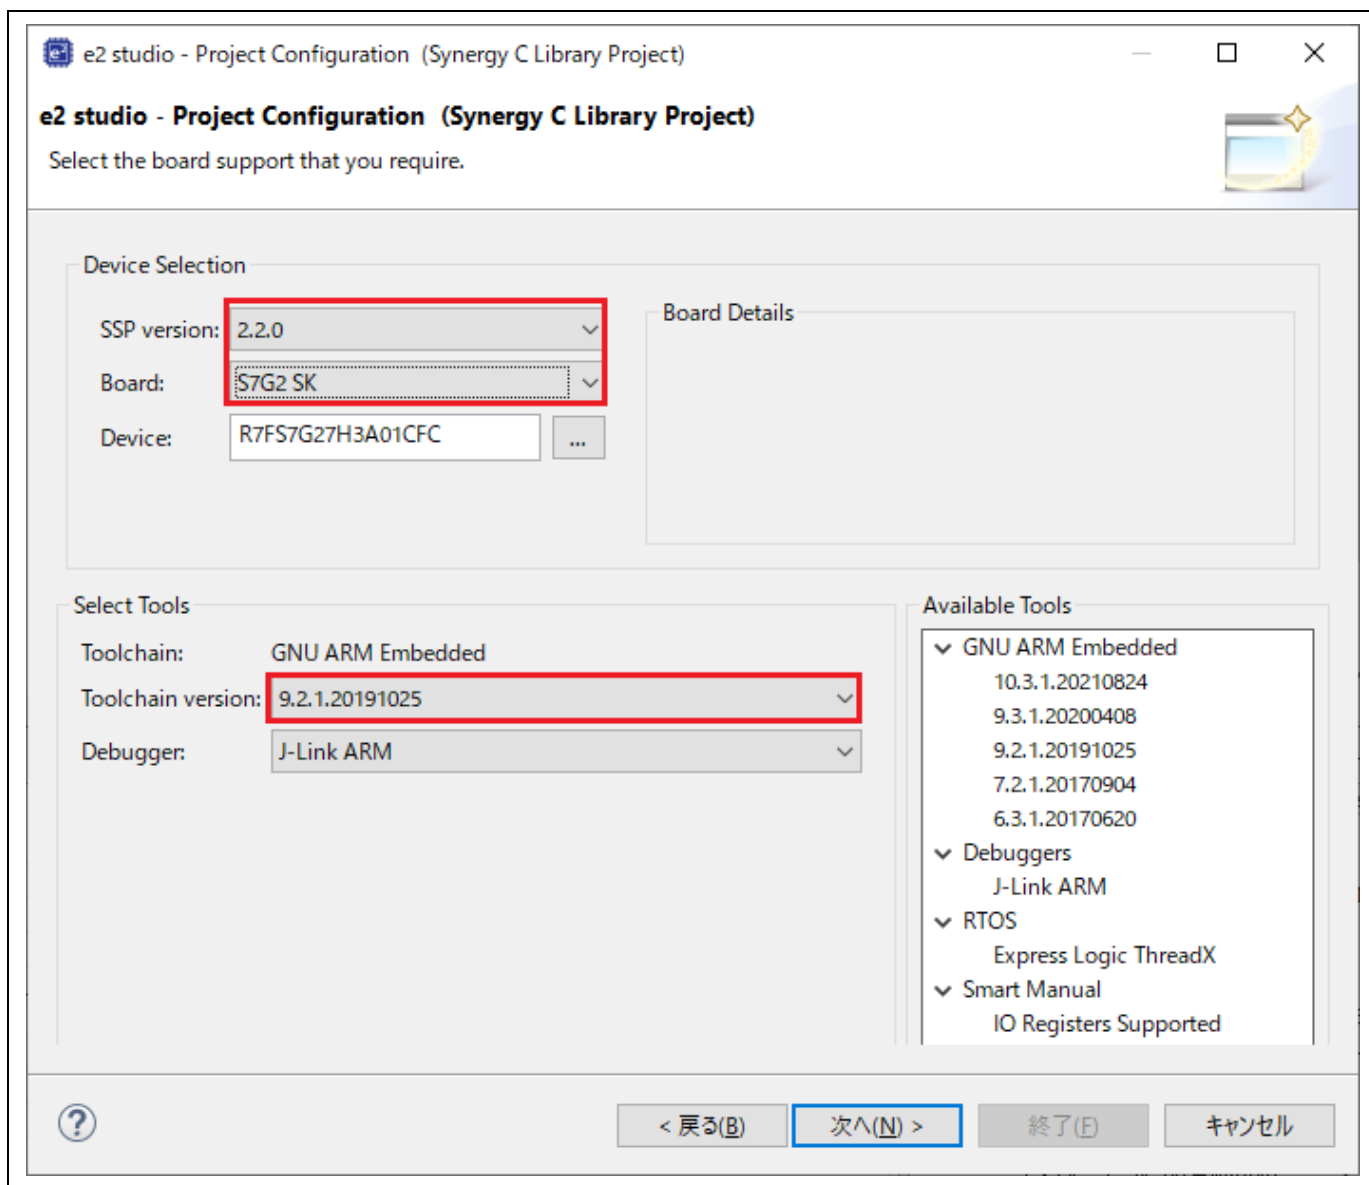 e2 studio - Project Configuration (Synergy C Library Project)
e2 studio - Project Configuration (Synergy C Library Project)
Select the board support that you require.
Device Selection
SSP version: 2.2.0
Board: S7G2 SK
Device: R7FS7G27H3A01CFC ...
Board Details
Select Tools
Toolchain: GNU ARM Embedded
Toolchain version: 9.2.1.20191025
Debugger: J-Link ARM
Available Tools
GNU ARM Embedded
10.3.1.20210824
9.3.1.20200408
9.2.1.20191025
7.2.1.20170904
6.3.1.20170620
Debuggers
J-Link ARM
RTOS
Express Logic ThreadX
Smart Manual
IO Registers Supported
? < 戻る(B) 次へ(N) > 終了(F) キャンセル